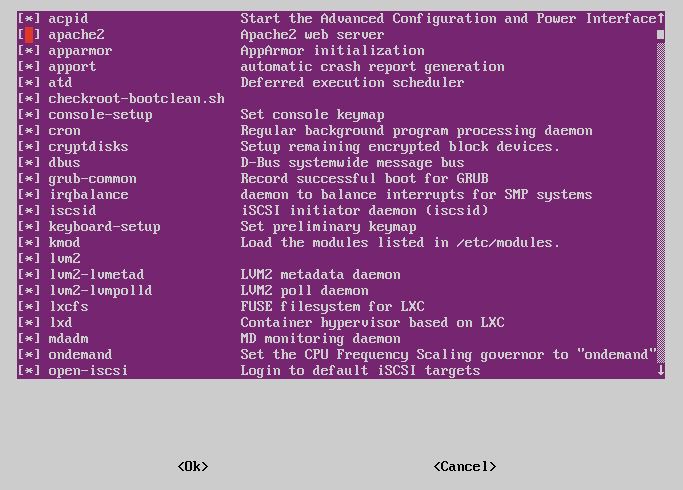 [*] acpid Start the Advanced Configuration and Power Interface↑
[ ] apache2 Apache2 web server
[*] apparmor AppArmor initialization
[*] apport automatic crash report generation
[*] atd Deferred execution scheduler
[*] checkroot-bootclean.sh
[*] console-setup Set console keymap
[*] cron Regular background program processing daemon
[*] cryptdisks Setup remaining encrypted block devices.
[*] dbus D-Bus systemwide message bus
[*] grub-common Record successful boot for GRUB
[*] irqbalance daemon to balance interrupts for SMP systems
[*] iscsid iSCSI initiator daemon (iscsid)
[*] keyboard-setup Set preliminary keymap
[*] kmod Load the modules listed in /etc/modules.
[*] lvm2
[*] lvm2-lvmetad LVM2 metadata daemon
[*] lvm2-lvmpolld LVM2 poll daemon
[*] lxcfs FUSE filesystem for LXC
[*] lxd Container hypervisor based on LXC
[*] mdadm MD monitoring daemon
[*] ondemand Set the CPU Frequency Scaling governor to "ondemand"
[*] open-iscsi Login to default iSCSI targets ↓
<Ok> <Cancel>